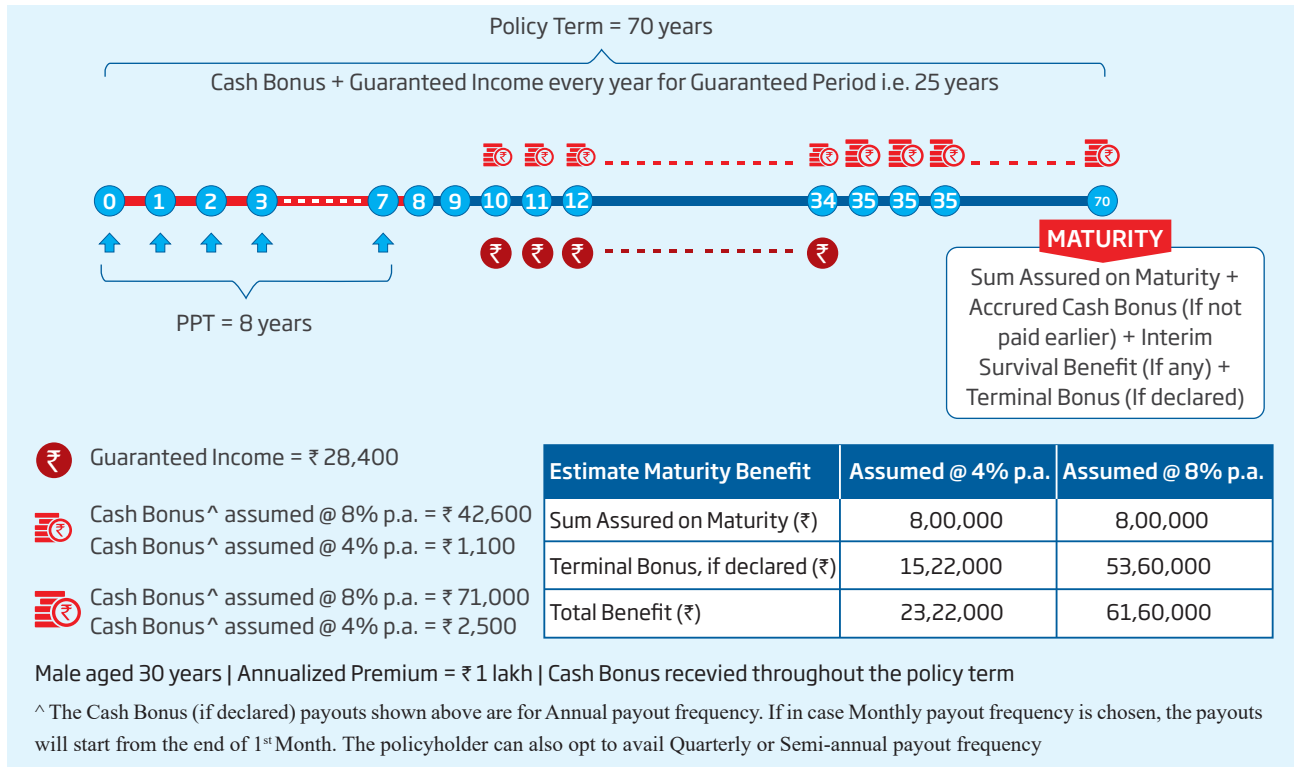 Policy Term = 70 years
Cash Bonus + Guaranteed Income every year for Guaranteed Period i.e. 25 years
₹ ₹ ₹ ₹ ₹ ₹ ₹ ₹
0 1 2 3 7 8 9 10 11 12 34 35 35 35 70
₹ ₹ ₹ ₹
PPT = 8 years
MATURITY
Sum Assured on Maturity +
Accrured Cash Bonus (If not
paid earlier) + Interim
Survival Benefit (If any) +
Terminal Bonus (If declared)
₹ Guaranteed Income = ₹ 28,400
₹ Cash Bonus^ assumed @ 8% p.a. = ₹ 42,600
Cash Bonus^ assumed @ 4% p.a. = ₹ 1,100
₹ Cash Bonus^ assumed @ 8% p.a. = ₹ 71,000
Cash Bonus^ assumed @ 4% p.a. = ₹ 2,500
Estimate Maturity Benefit Assumed @ 4% p.a. Assumed @ 8% p.a.
Sum Assured on Maturity (₹) 8,00,000 8,00,000
Terminal Bonus, if declared (₹) 15,22,000 53,60,000
Total Benefit (₹) 23,22,000 61,60,000
Male aged 30 years | Annualized Premium = ₹ 1 lakh | Cash Bonus recevied throughout the policy term
^ The Cash Bonus (if declared) payouts shown above are for Annual payout frequency. If in case Monthly payout frequency is chosen, the payouts
will start from the end of 1st Month. The policyholder can also opt to avail Quarterly or Semi-annual payout frequency